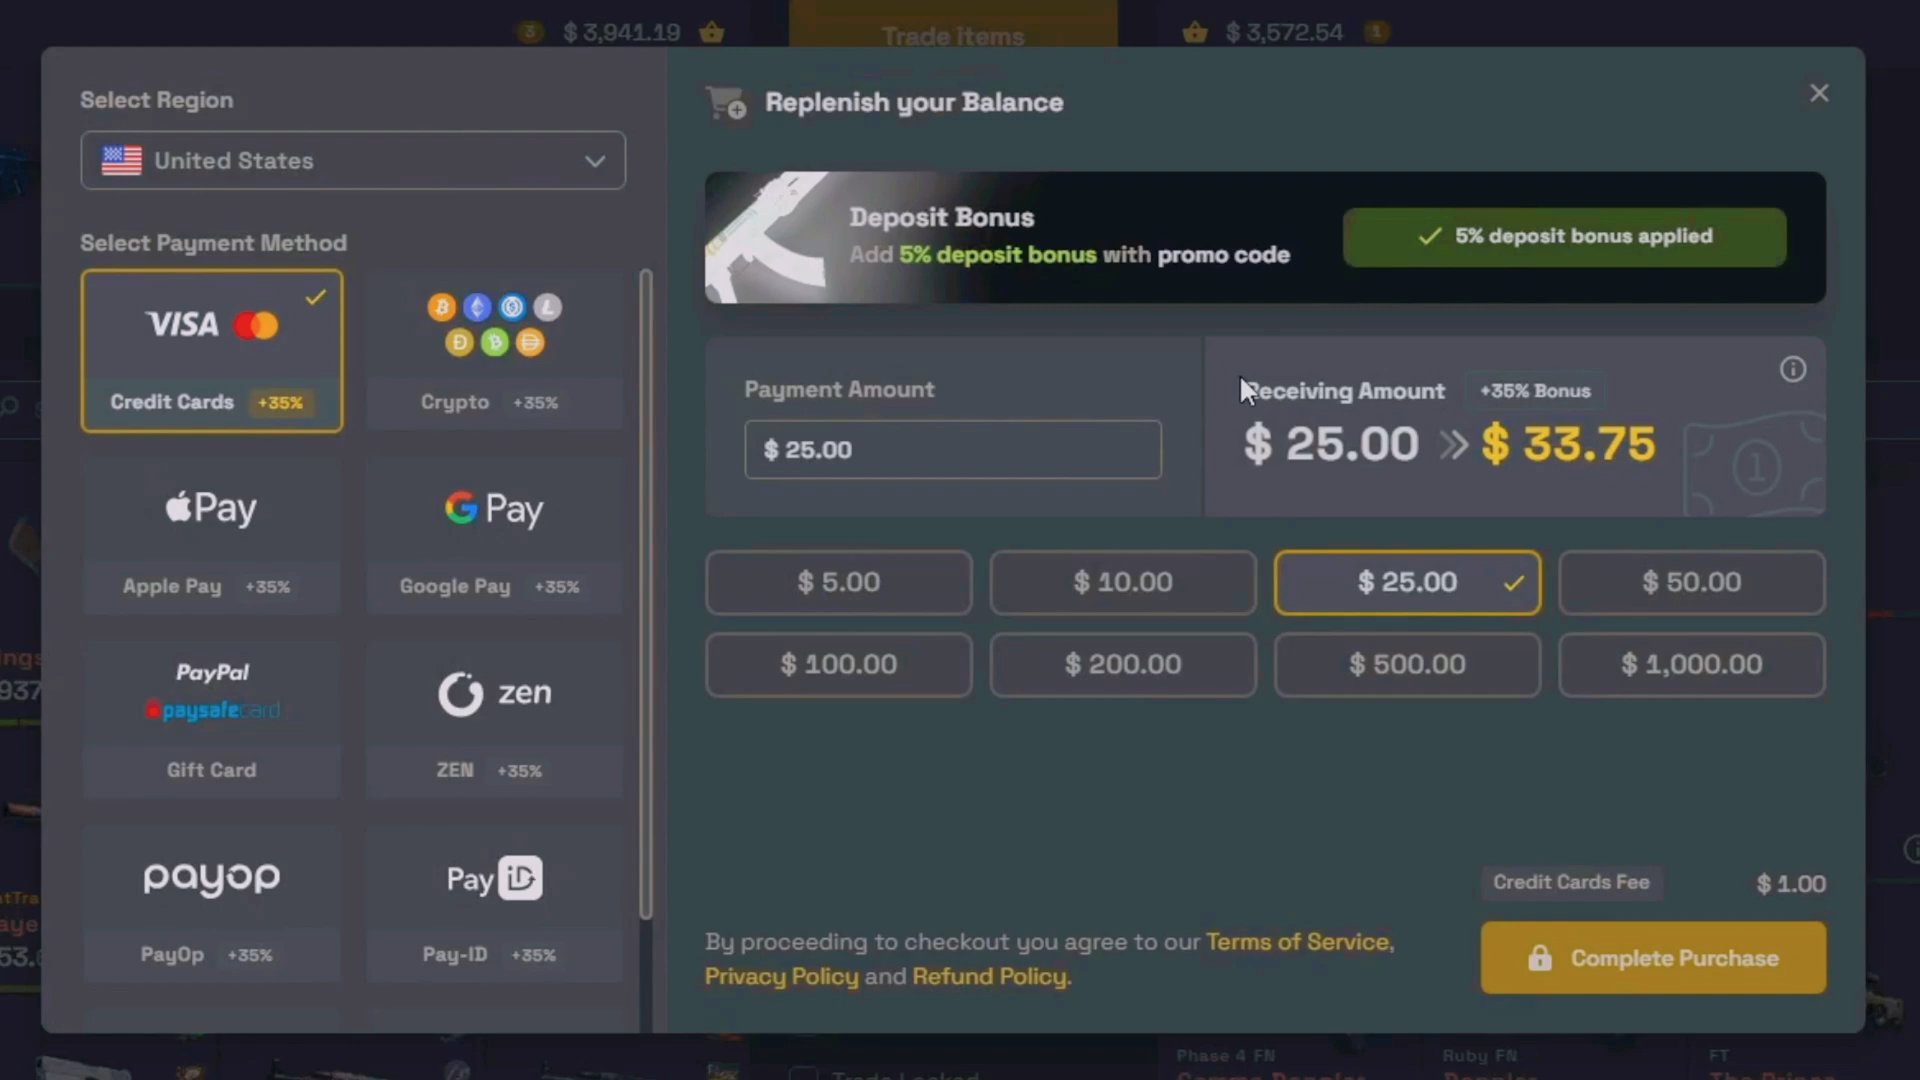 3 $ 3,941.19
Trade items
$ 3,572.54 1
Select Region
United States
Select Payment Method
VISA
Credit Cards +35%
Crypto +35%
Pay
Apple Pay +35%
G Pay
Google Pay +35%
PayPal
paysafecard
Gift Card
zen
ZEN +35%
payop
PayOp +35%
Pay iD
Pay-ID +35%
Replenish your Balance
Deposit Bonus
Add 5% deposit bonus with promo code
5% deposit bonus applied
Payment Amount
$ 25.00
Receiving Amount +35% Bonus
$ 25.00 >> $ 33.75
1
$ 5.00
$ 10.00
$ 25.00
$ 50.00
$ 100.00
$ 200.00
$ 500.00
$ 1,000.00
Credit Cards Fee $ 1.00
By proceeding to checkout you agree to our Terms of Service,
Privacy Policy and Refund Policy.
Complete Purchase
Phase 4 FN
Ruby FN
FT